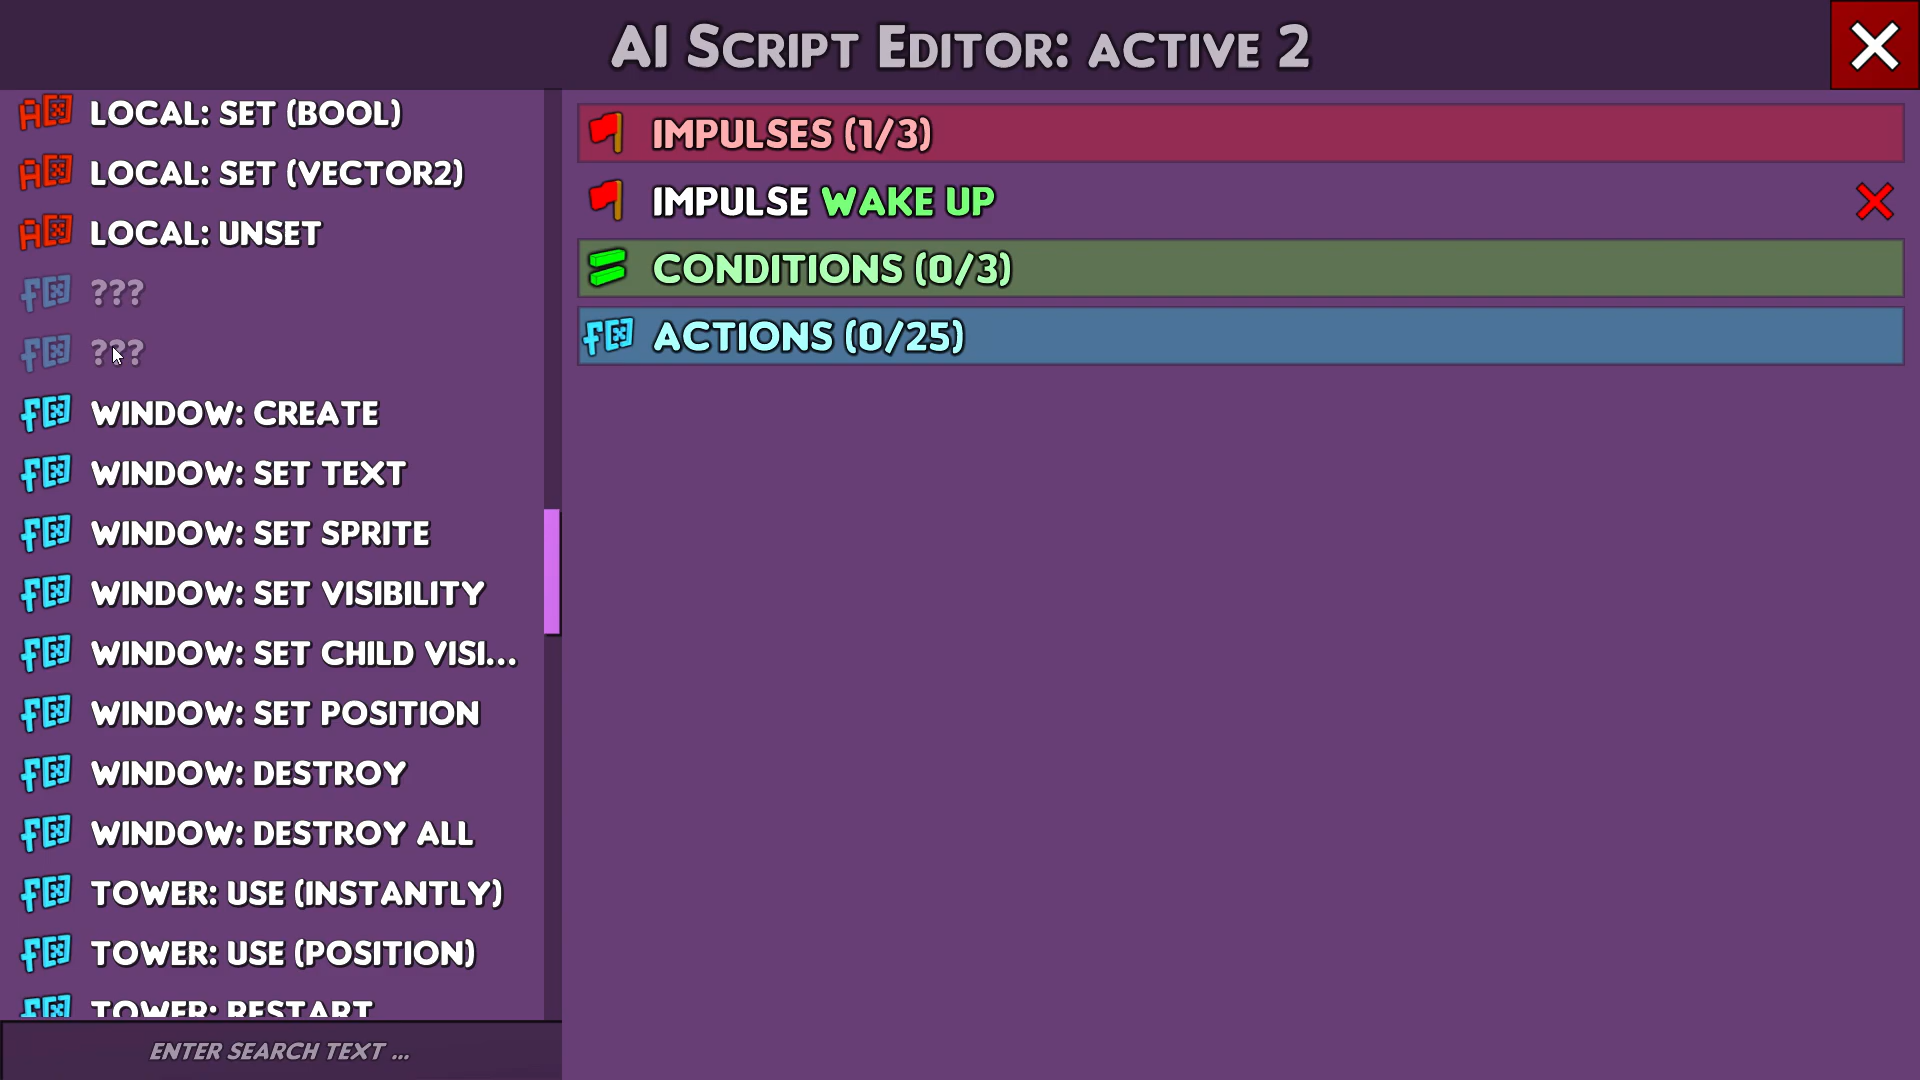 AI SCRIPT EDITOR: ACTIVE 2
LOCAL: SET (BOOL)
LOCAL: SET (VECTOR2)
LOCAL: UNSET
???
???
WINDOW: CREATE
WINDOW: SET TEXT
WINDOW: SET SPRITE
WINDOW: SET VISIBILITY
WINDOW: SET CHILD VISI...
WINDOW: SET POSITION
WINDOW: DESTROY
WINDOW: DESTROY ALL
TOWER: USE (INSTANTLY)
TOWER: USE (POSITION)
TOWER: RESTART
ENTER SEARCH TEXT ...
IMPULSES (1/3)
IMPULSE WAKE UP
CONDITIONS (0/3)
ACTIONS (0/25)